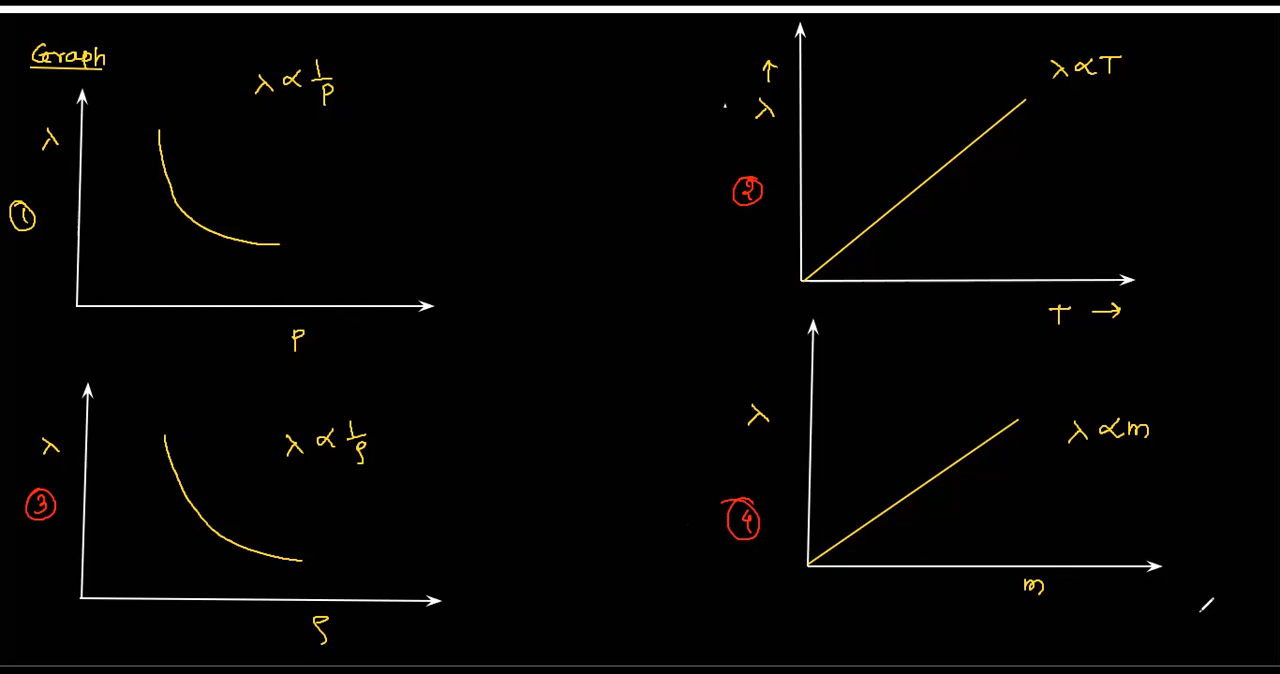 Graph
λ ∝ 1/P
λ
①
P
↑
λ
λ ∝ T
②
T →
λ
λ ∝ 1/ρ
③
ρ
λ
λ ∝ m
④
m